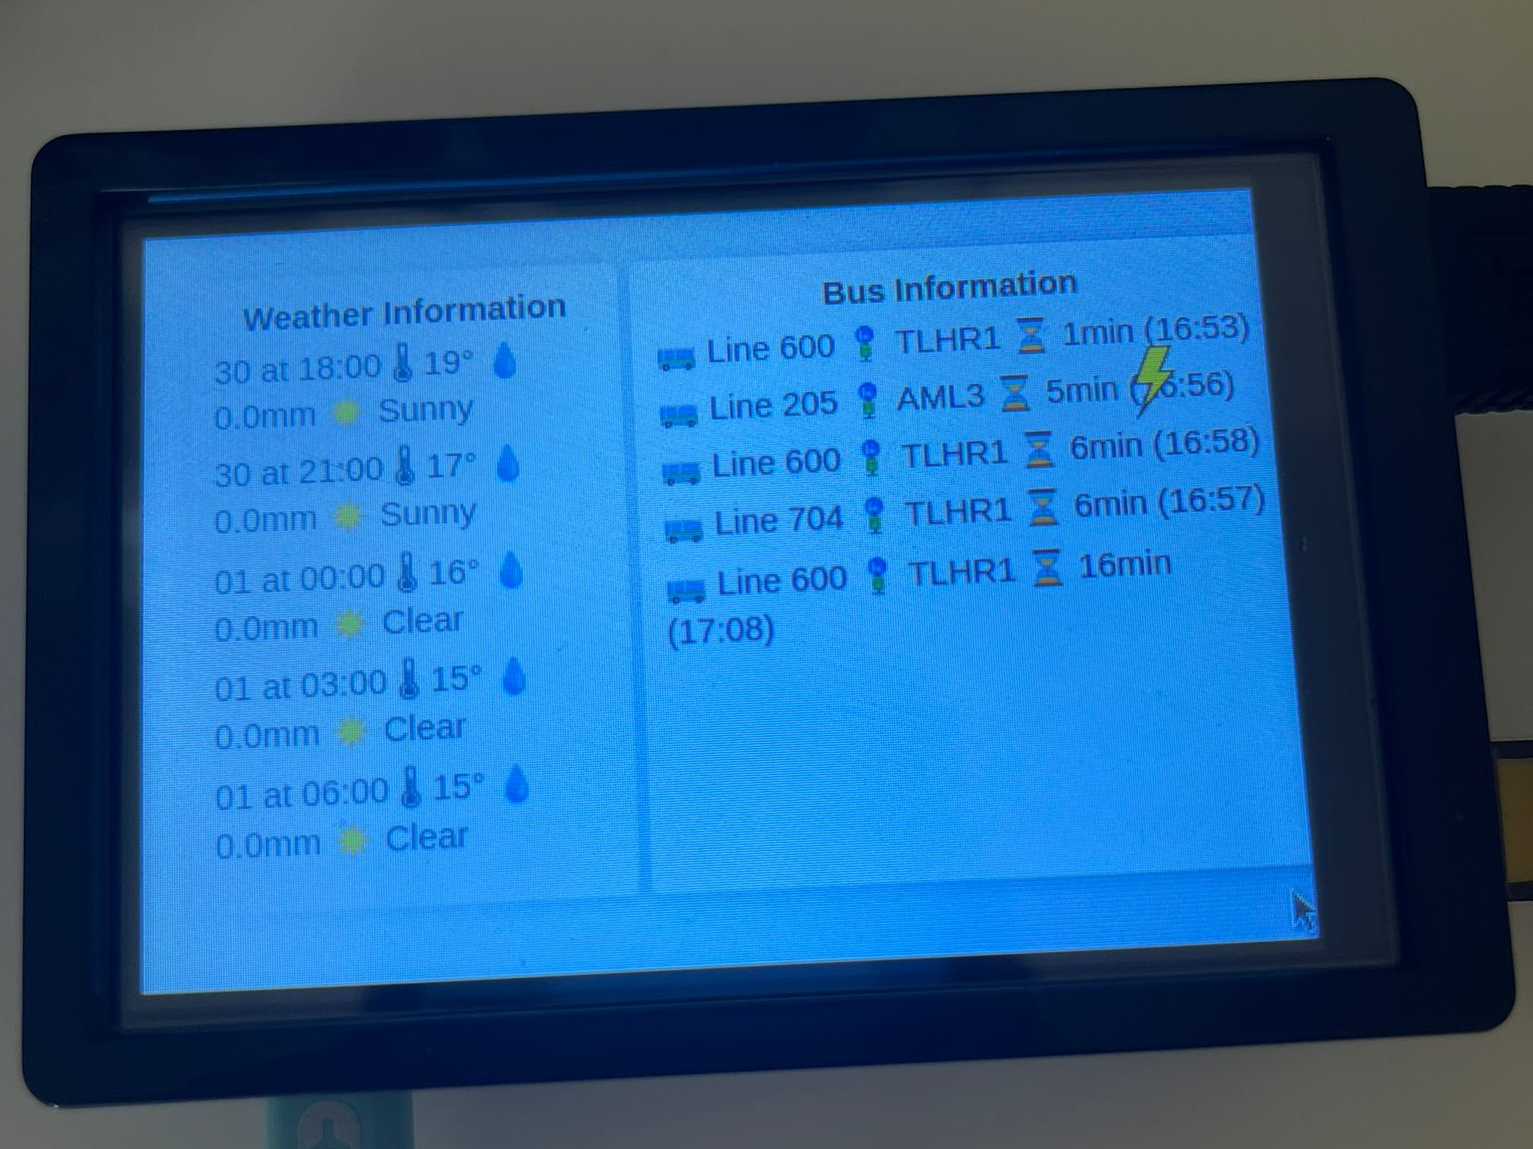 Weather Information
30 at 18:00 19°
0.0mm Sunny
30 at 21:00 17°
0.0mm Sunny
01 at 00:00 16°
0.0mm Clear
01 at 03:00 15°
0.0mm Clear
01 at 06:00 15°
0.0mm Clear
Bus Information
Line 600 TLHR1 1min (16:53)
Line 205 AML3 5min (16:56)
Line 600 TLHR1 6min (16:58)
Line 704 TLHR1 6min (16:57)
Line 600 TLHR1 16min
(17:08)